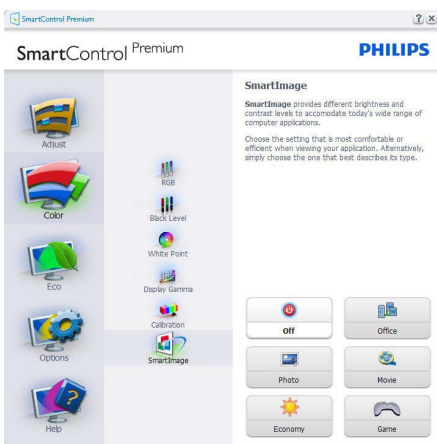 SmartControl Premium
SmartControl Premium
PHILIPS
Adjust
Color
Eco
Options
Help
RGB
Black Level
White Point
Display Gamma
Calibration
SmartImage
SmartImage
SmartImage provides different brightness and
contrast levels to accomodate today's wide range of
computer applications.
Choose the setting that is most comfortable or
efficient when viewing your application. Alternatively,
simply choose the one that best describes its type.
Off
Office
Photo
Movie
Economy
Game